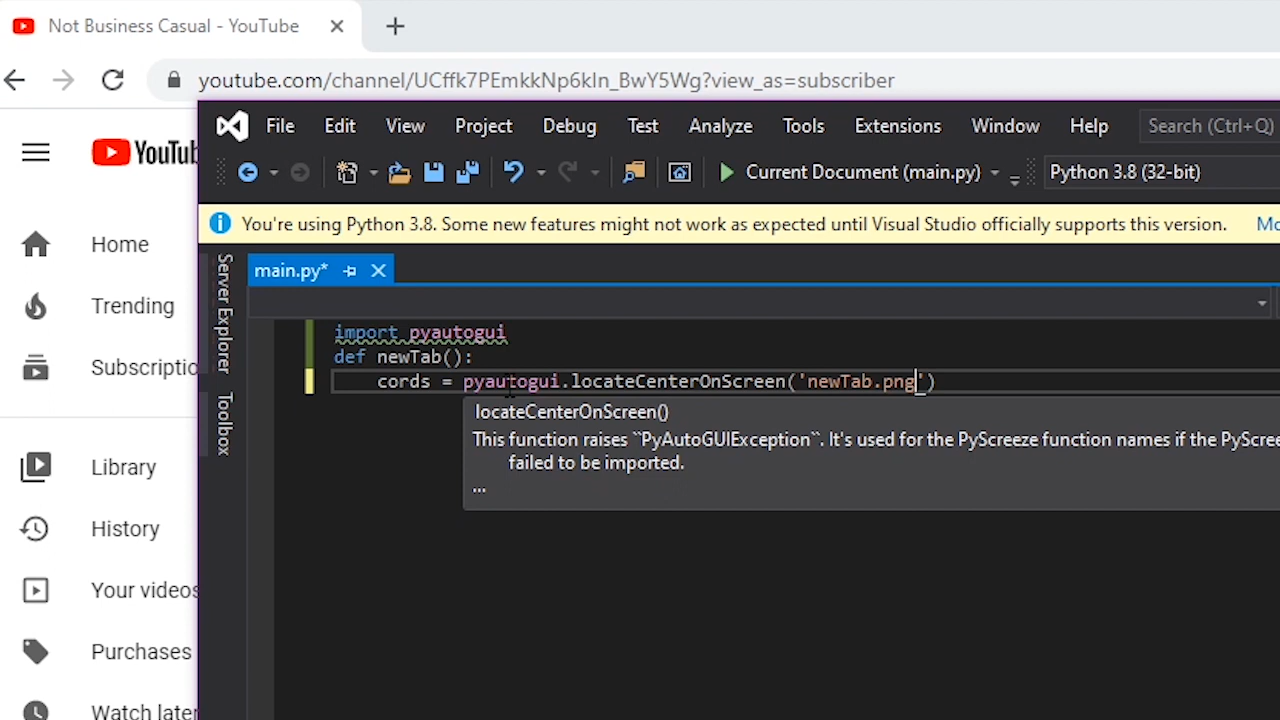 Not Business Casual - YouTube
youtube.com/channel/UCffk7PEmkkNp6kIn_BwY5Wg?view_as=subscriber
File Edit View Project Debug Test Analyze Tools Extensions Window Help Search (Ctrl+Q)
YouTub
Current Document (main.py) Python 3.8 (32-bit)
You're using Python 3.8. Some new features might not work as expected until Visual Studio officially supports this version. Mo
Home
Trending
Subscriptio
Library
History
Your videos
Purchases
Watch later
Server Explorer
Toolbox
main.py*
import pyautogui
def newTab():
cords = pyautogui.locateCenterOnScreen('newTab.png')
locateCenterOnScreen()
This function raises ``PyAutoGUIException``. It's used for the PyScreeze function names if the PyScree
failed to be imported.
...